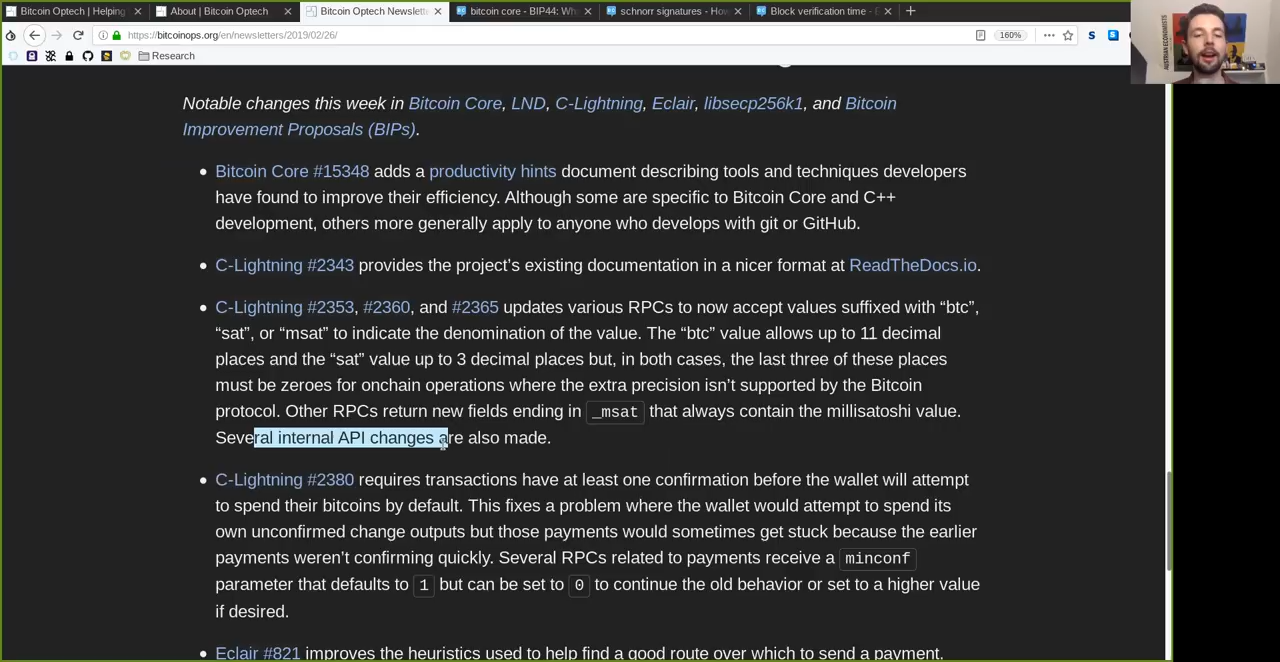 Bitcoin Optech | Helping
About | Bitcoin Optech
Bitcoin Optech Newslette
bitcoin core - BIP44: Wh
schnorr signatures - How
Block verification time - E
https://bitcoinops.org/en/newsletters/2019/02/26/
160%
Research
AUSTRIAN ECONOMISTS
Notable changes this week in Bitcoin Core, LND, C-Lightning, Eclair, libsecp256k1, and Bitcoin
Improvement Proposals (BIPs).
Bitcoin Core #15348 adds a productivity hints document describing tools and techniques developers
have found to improve their efficiency. Although some are specific to Bitcoin Core and C++
development, others more generally apply to anyone who develops with git or GitHub.
C-Lightning #2343 provides the project’s existing documentation in a nicer format at ReadTheDocs.io.
C-Lightning #2353, #2360, and #2365 updates various RPCs to now accept values suffixed with “btc”,
“sat”, or “msat” to indicate the denomination of the value. The “btc” value allows up to 11 decimal
places and the “sat” value up to 3 decimal places but, in both cases, the last three of these places
must be zeroes for onchain operations where the extra precision isn’t supported by the Bitcoin
protocol. Other RPCs return new fields ending in _msat that always contain the millisatoshi value.
Several internal API changes are also made.
C-Lightning #2380 requires transactions have at least one confirmation before the wallet will attempt
to spend their bitcoins by default. This fixes a problem where the wallet would attempt to spend its
own unconfirmed change outputs but those payments would sometimes get stuck because the earlier
payments weren’t confirming quickly. Several RPCs related to payments receive a minconf
parameter that defaults to 1 but can be set to 0 to continue the old behavior or set to a higher value
if desired.
Eclair #821 improves the heuristics used to help find a good route over which to send a payment.